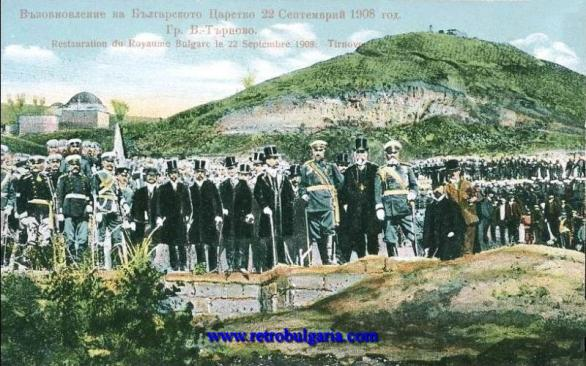 Възовновление на Българското Царство 22 Септемврий 1908 год.
Гр. В.-Търново.
Restauration du Royaume Bulgare le 22 Septembre 1908. Tirnovo
www.retrobulgaria.com